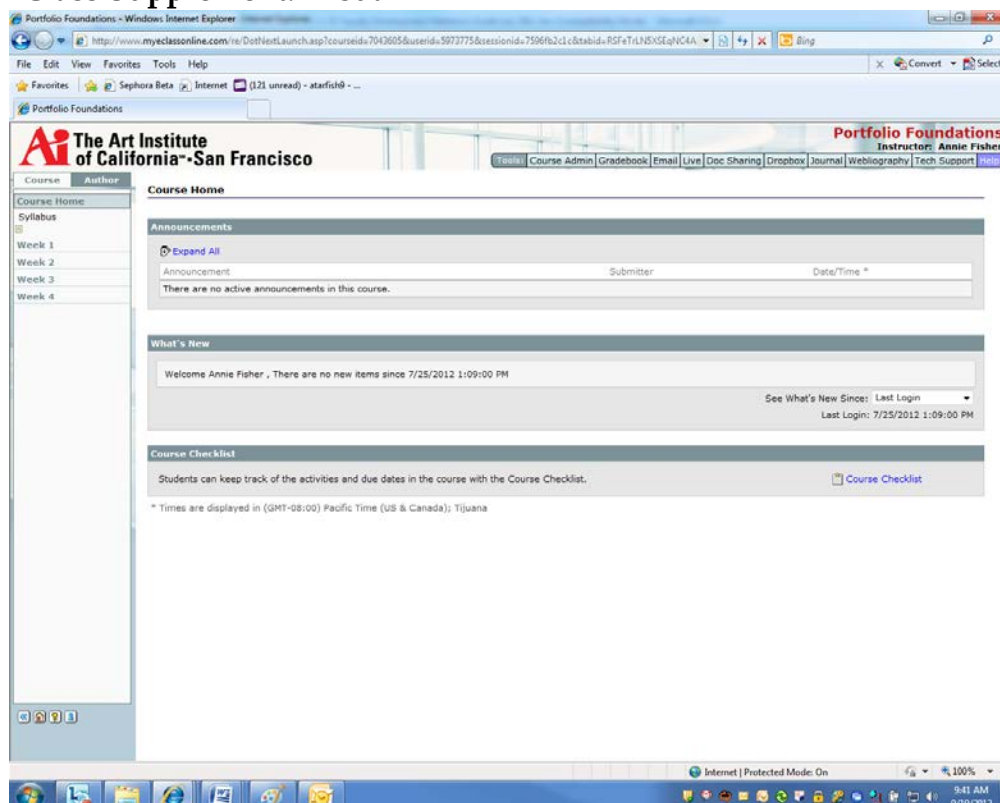 Portfolio Foundations - Windows Internet Explorer
http://www.myeclassonline.com/re/DotNextLaunch.asp?courseid=7043605&userid=5973775&sessionid=7596fb2c1c&tabid=
Bing
File Edit View Favorites Tools Help
x Convert Select
Favorites Sephora Beta Internet (121 unread) - atarfish9 - ...
Portfolio Foundations
Ai The Art Institute
of California--San Francisco
Portfolio Foundations
Instructor: Annie Fisher
Tools: Course Admin Gradebook Email Live Doc Sharing Dropbox Journal Webliography Tech Support Help
Course Author
Course Home
Syllabus
Week 1
Week 2
Week 3
Week 4
Course Home
Announcements
Expand All
Announcement Submitter Date/Time *
There are no active announcements in this course.
What's New
Welcome Annie Fisher , There are no new items since 7/25/2012 1:09:00 PM
See What's New Since: Last Login
Last Login: 7/25/2012 1:09:00 PM
Course Checklist
Students can keep track of the activities and due dates in the course with the Course Checklist.
Course Checklist
* Times are displayed in (GMT-08:00) Pacific Time (US & Canada); Tijuana
Internet | Protected Mode: On
100%
9:41 AM